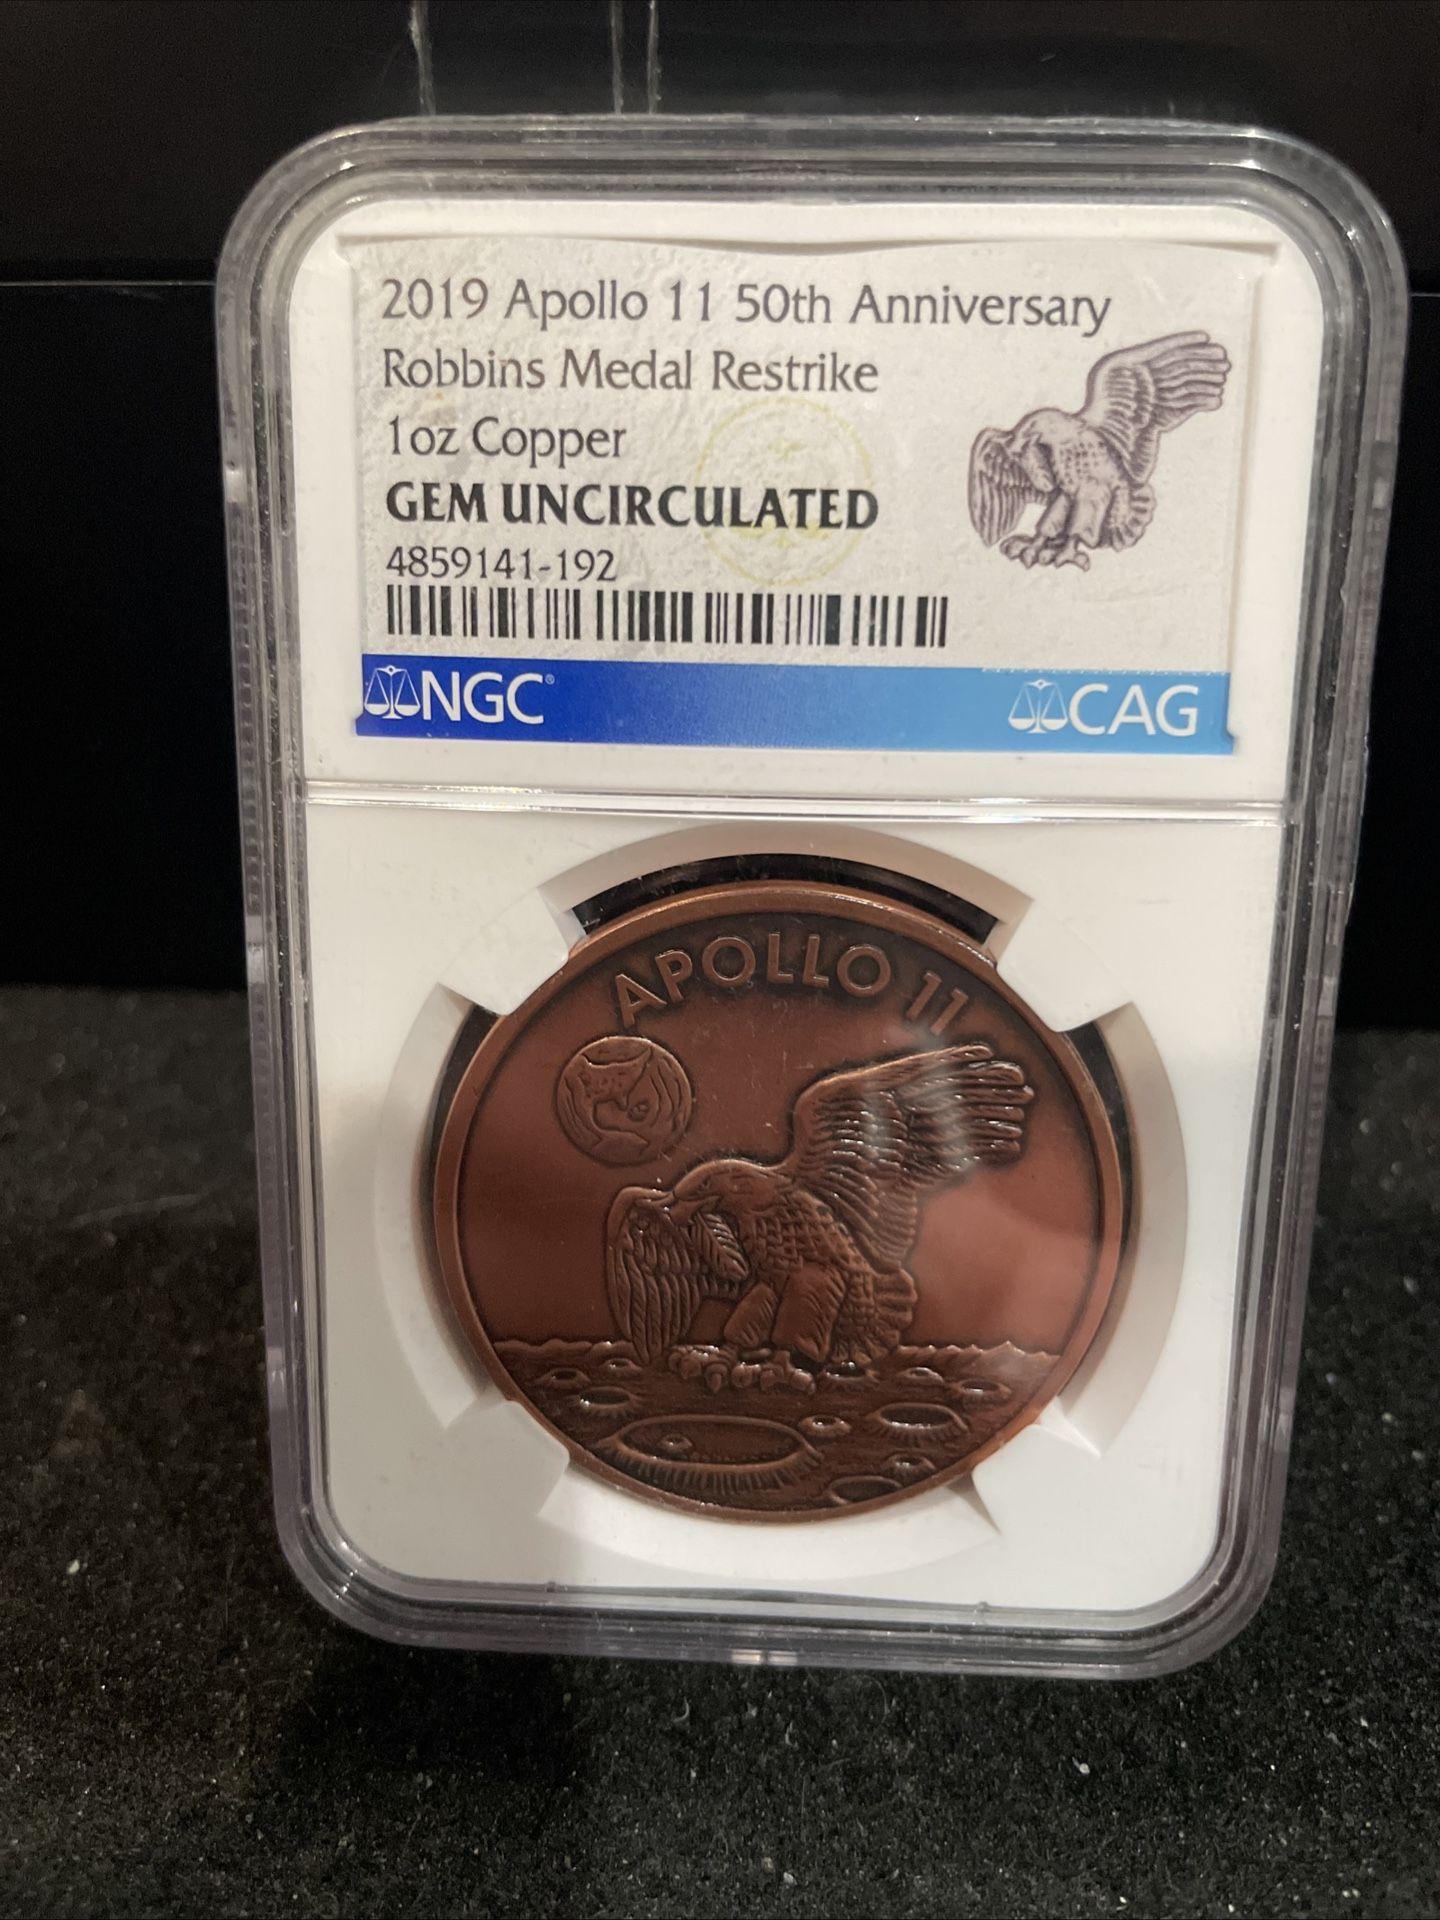 2019 Apollo 11 50th Anniversary
Robbins Medal Restrike
1oz Copper
GEM UNCIRCULATED
4859141-192
NGC®
CAG
APOLLO 11